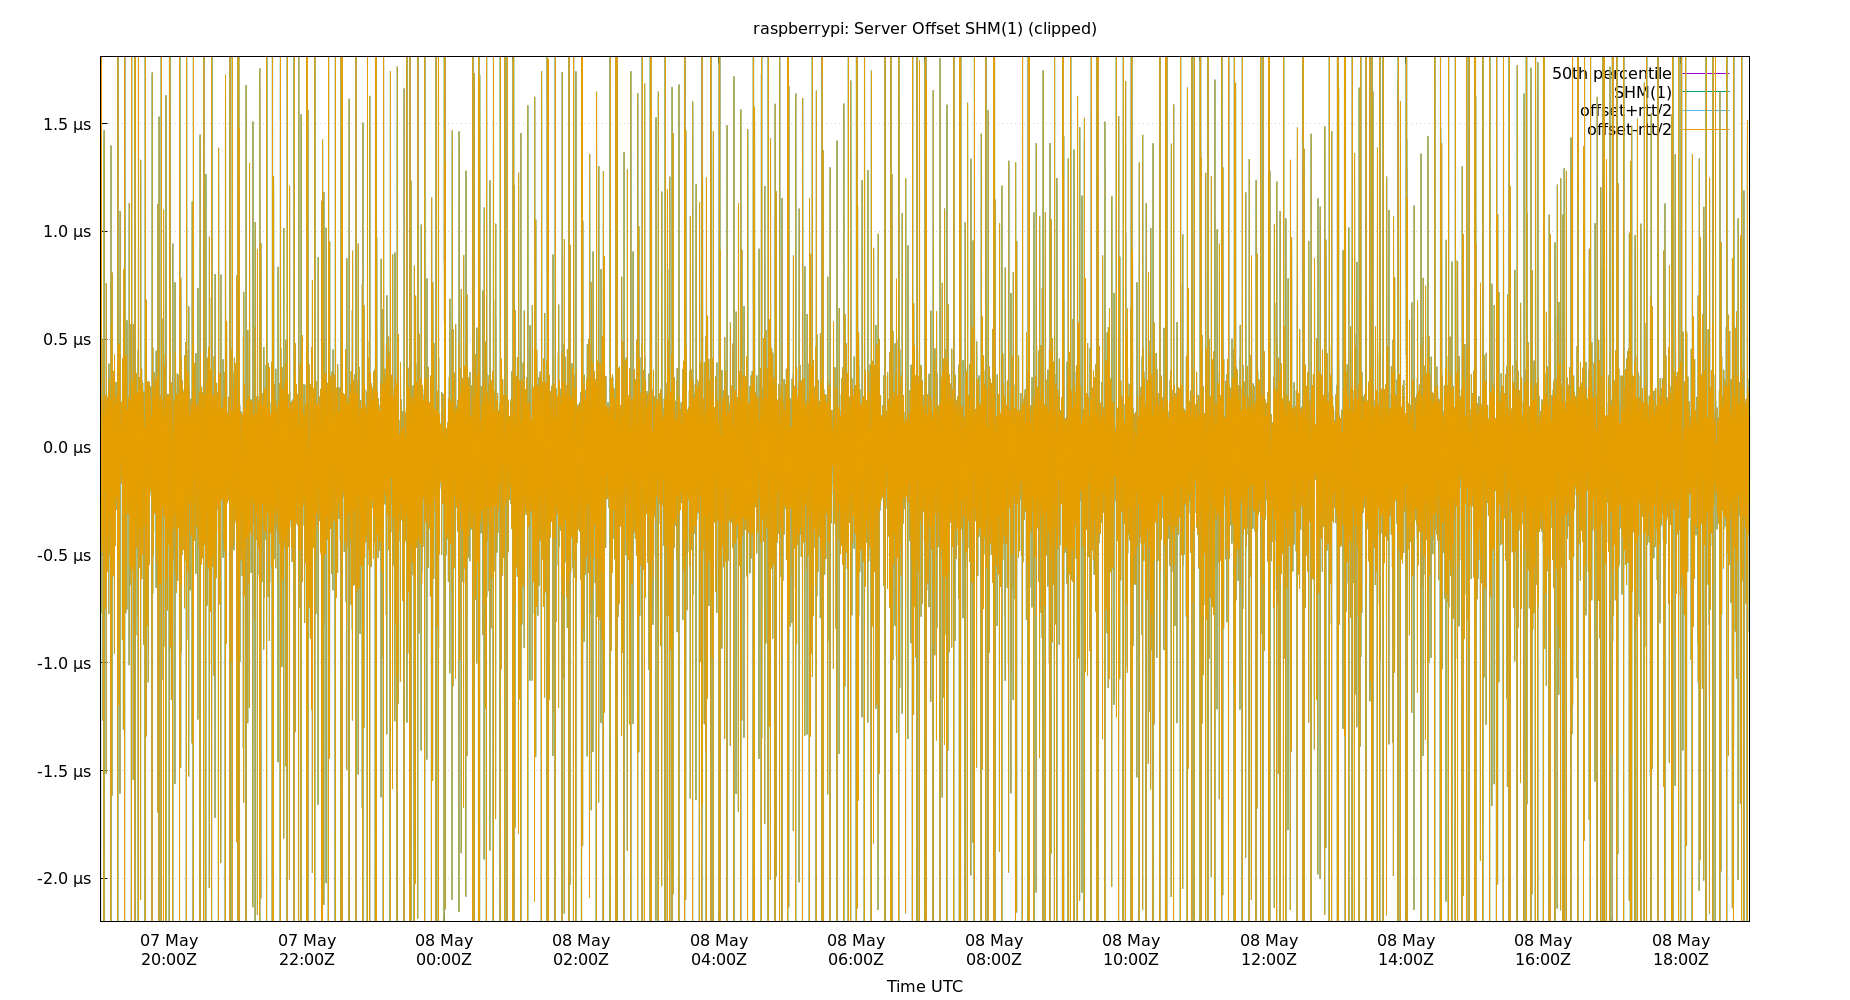 raspberrypi: Server Offset SHM(1) (clipped)
50th percentile
SHM(1)
offset+rtt/2
offset-rtt/2
1.5 µs
1.0 µs
0.5 µs
0.0 µs
-0.5 µs
-1.0 µs
-1.5 µs
-2.0 µs
07 May 07 May 08 May 08 May 08 May 08 May 08 May 08 May 08 May 08 May 08 May 08 May
20:00Z 22:00Z 00:00Z 02:00Z 04:00Z 06:00Z 08:00Z 10:00Z 12:00Z 14:00Z 16:00Z 18:00Z
Time UTC